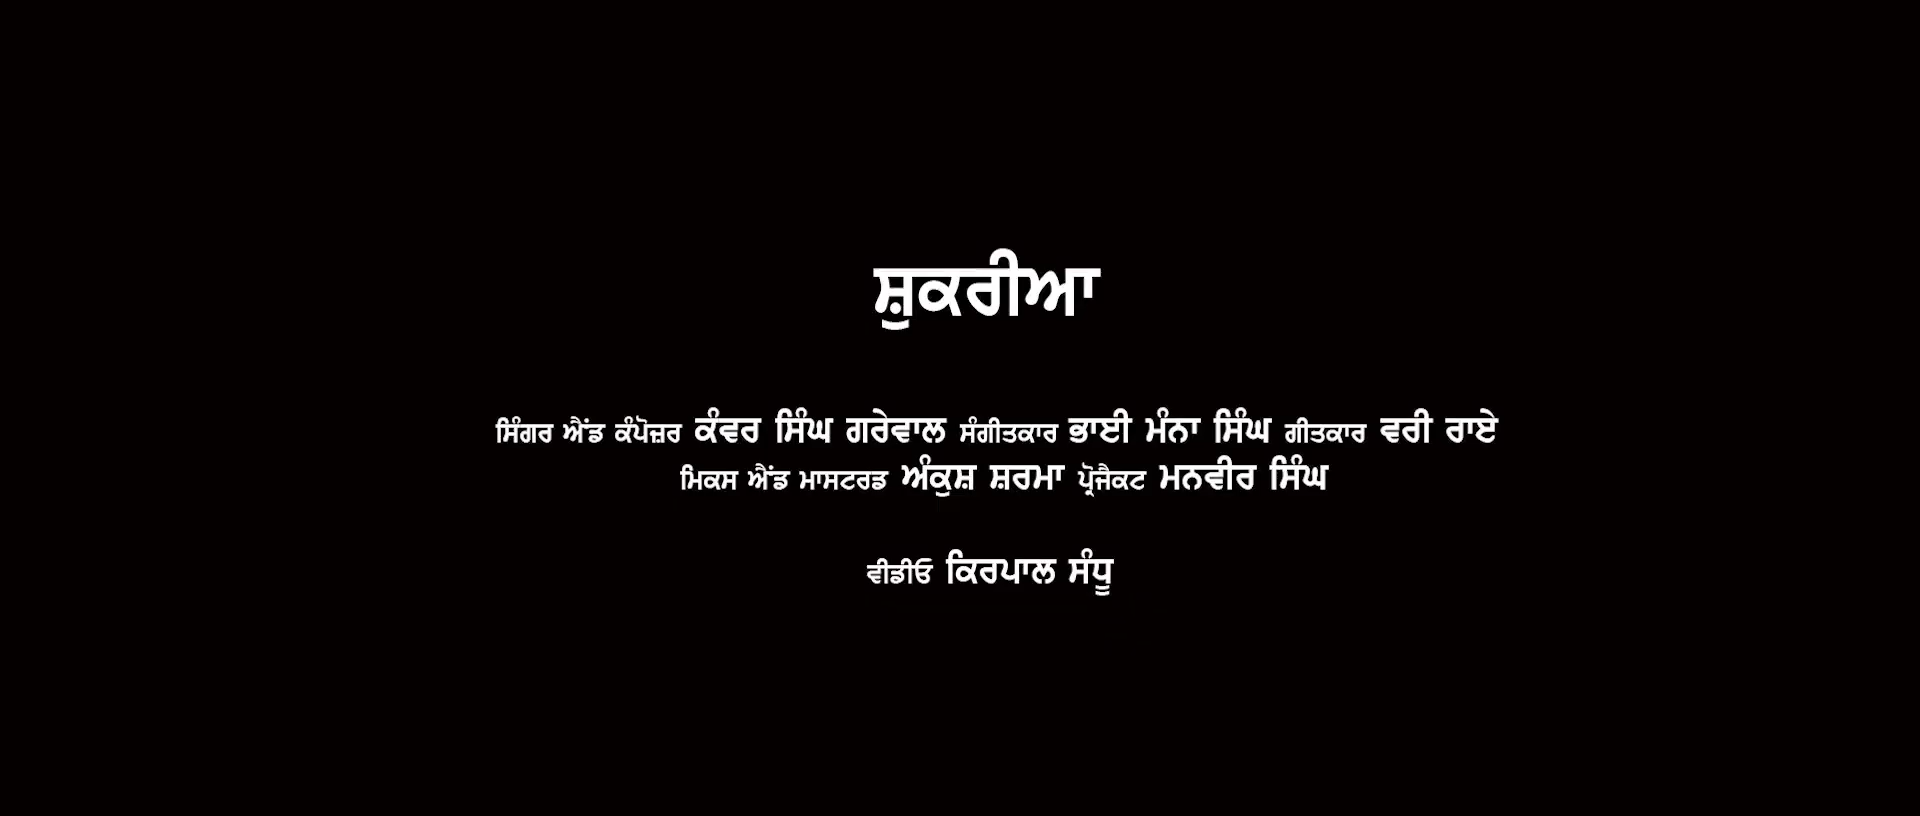 ਸ਼ੁਕਰੀਆ
ਸਿੰਗਰ ਐਂਡ ਕੰਪੋਜ਼ਰ ਕੰਵਰ ਸਿੰਘ ਗਰੇਵਾਲ ਸੰਗੀਤਕਾਰ ਭਾਈ ਮੰਨਾ ਸਿੰਘ ਗੀਤਕਾਰ ਵਰੀ ਰਾਏ
ਮਿਕਸ ਐਂਡ ਮਾਸਟਰਡ ਅੰਕੁਸ਼ ਸ਼ਰਮਾ ਪ੍ਰੋਜੈਕਟ ਮਨਵੀਰ ਸਿੰਘ
ਵੀਡੀਓ ਕਿਰਪਾਲ ਸੰਧੂ